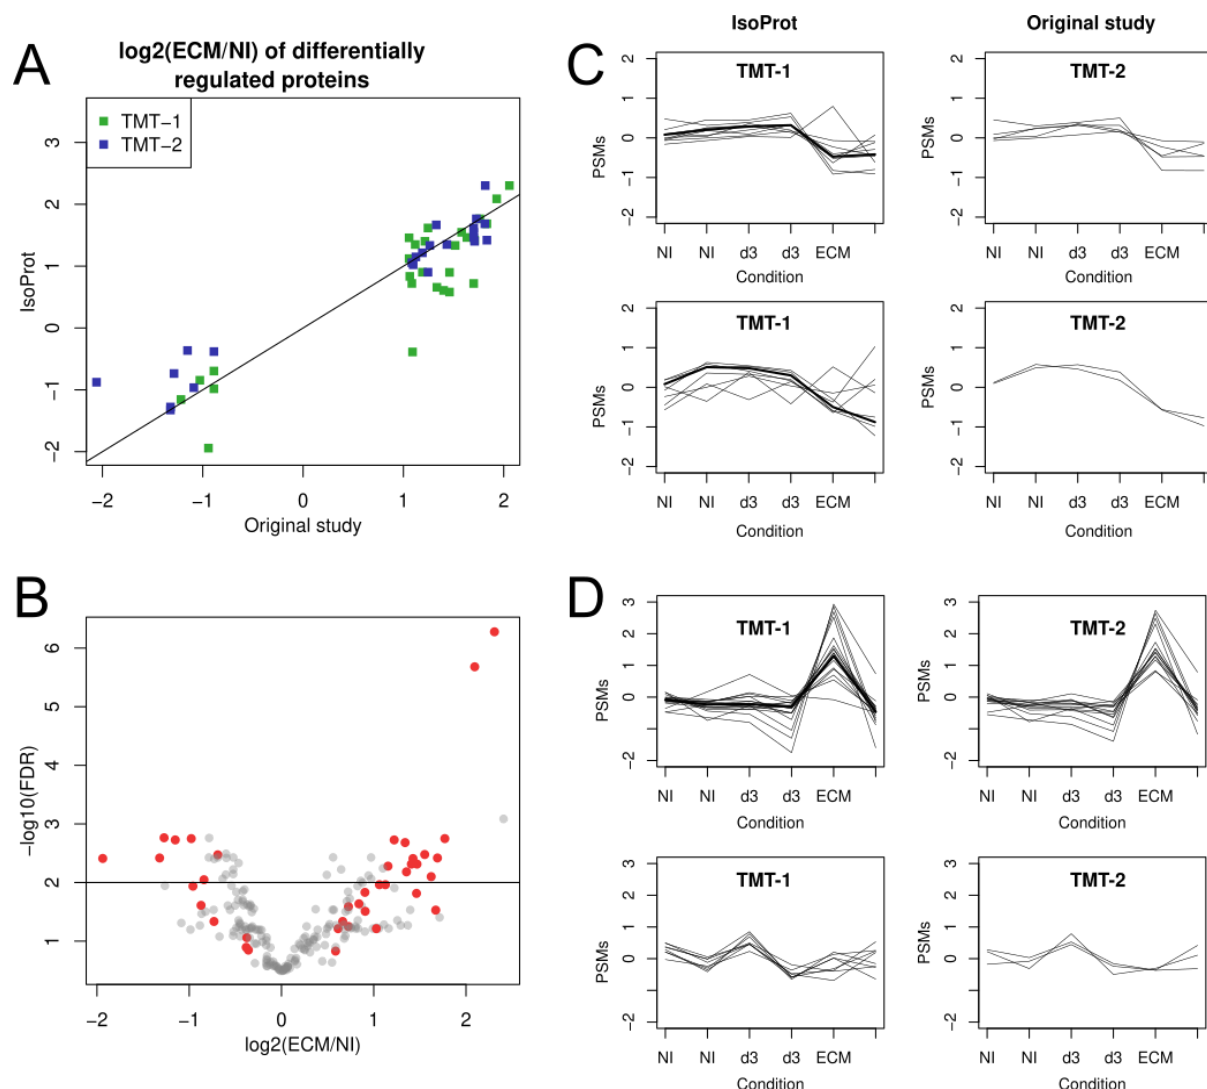 A
log2(ECM/NI) of differentially
regulated proteins
TMT-1
TMT-2
3
2
1
0
−1
−2
IsoProt
−2
−1
0
1
2
Original study
B
6
5
4
3
2
1
−log10(FDR)
−2
−1
0
1
2
log2(ECM/NI)
IsoProt
Original study
C
TMT-1
2
1
0
−1
−2
PSMs
NI
NI
d3
d3
ECM
Condition
TMT-2
2
1
0
−1
−2
PSMs
NI
NI
d3
d3
ECM
Condition
TMT-1
2
1
0
−1
−2
PSMs
NI
NI
d3
d3
ECM
Condition
TMT-2
2
1
0
−1
−2
PSMs
NI
NI
d3
d3
ECM
Condition
D
TMT-1
3
2
1
0
−2
PSMs
NI
NI
d3
d3
ECM
Condition
TMT-2
3
2
1
0
−2
PSMs
NI
NI
d3
d3
ECM
Condition
TMT-1
3
2
1
0
−2
PSMs
NI
NI
d3
d3
ECM
Condition
TMT-2
3
2
1
0
−2
PSMs
NI
NI
d3
d3
ECM
Condition